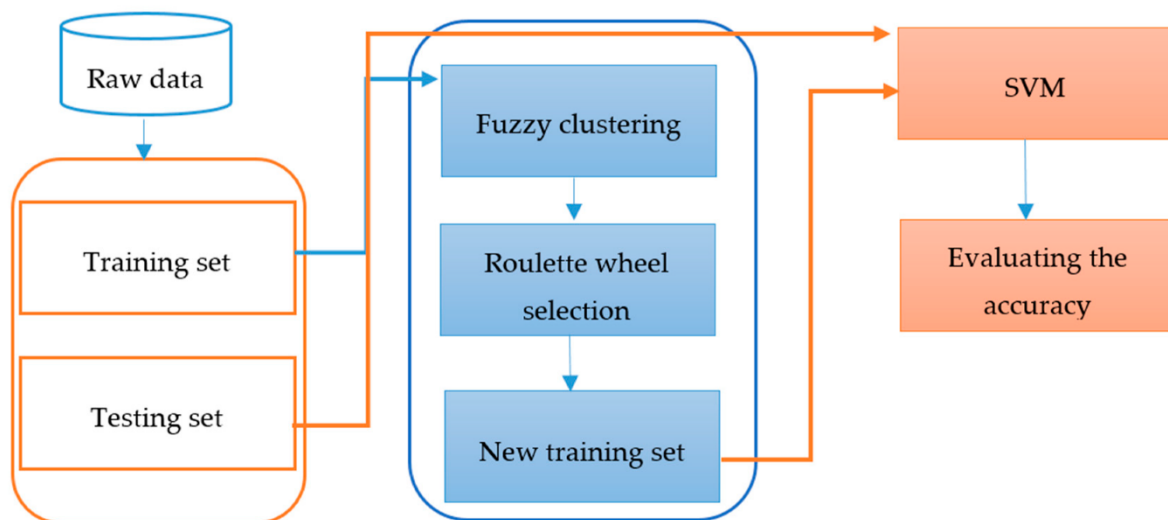 Raw data
Training set
Testing set
Fuzzy clustering
Roulette wheel
selection
New training set
SVM
Evaluating the
accuracy